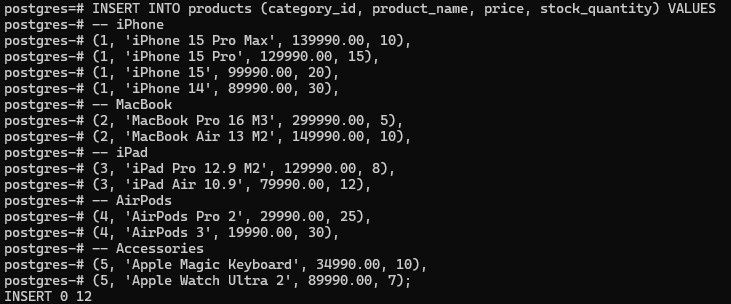 postgres=# INSERT INTO products (category_id, product_name, price, stock_quantity) VALUES
postgres-# -- iPhone
postgres-# (1, 'iPhone 15 Pro Max', 139990.00, 10),
postgres-# (1, 'iPhone 15 Pro', 129990.00, 15),
postgres-# (1, 'iPhone 15', 99990.00, 20),
postgres-# (1, 'iPhone 14', 89990.00, 30),
postgres-# -- MacBook
postgres-# (2, 'MacBook Pro 16 M3', 299990.00, 5),
postgres-# (2, 'MacBook Air 13 M2', 149990.00, 10),
postgres-# -- iPad
postgres-# (3, 'iPad Pro 12.9 M2', 129990.00, 8),
postgres-# (3, 'iPad Air 10.9', 79990.00, 12),
postgres-# -- AirPods
postgres-# (4, 'AirPods Pro 2', 29990.00, 25),
postgres-# (4, 'AirPods 3', 19990.00, 30),
postgres-# -- Accessories
postgres-# (5, 'Apple Magic Keyboard', 34990.00, 10),
postgres-# (5, 'Apple Watch Ultra 2', 89990.00, 7);
INSERT 0 12